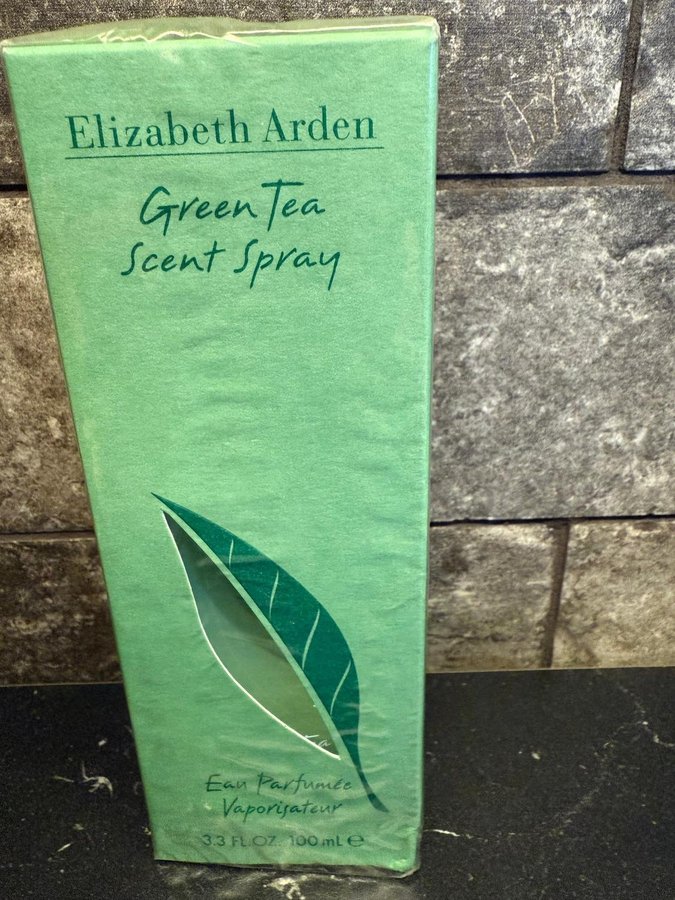 Elizabeth Arden
Green Tea
Scent Spray
Eau Parfumée
Vaporisateur
3.3 FL.OZ. 100 mL ℮